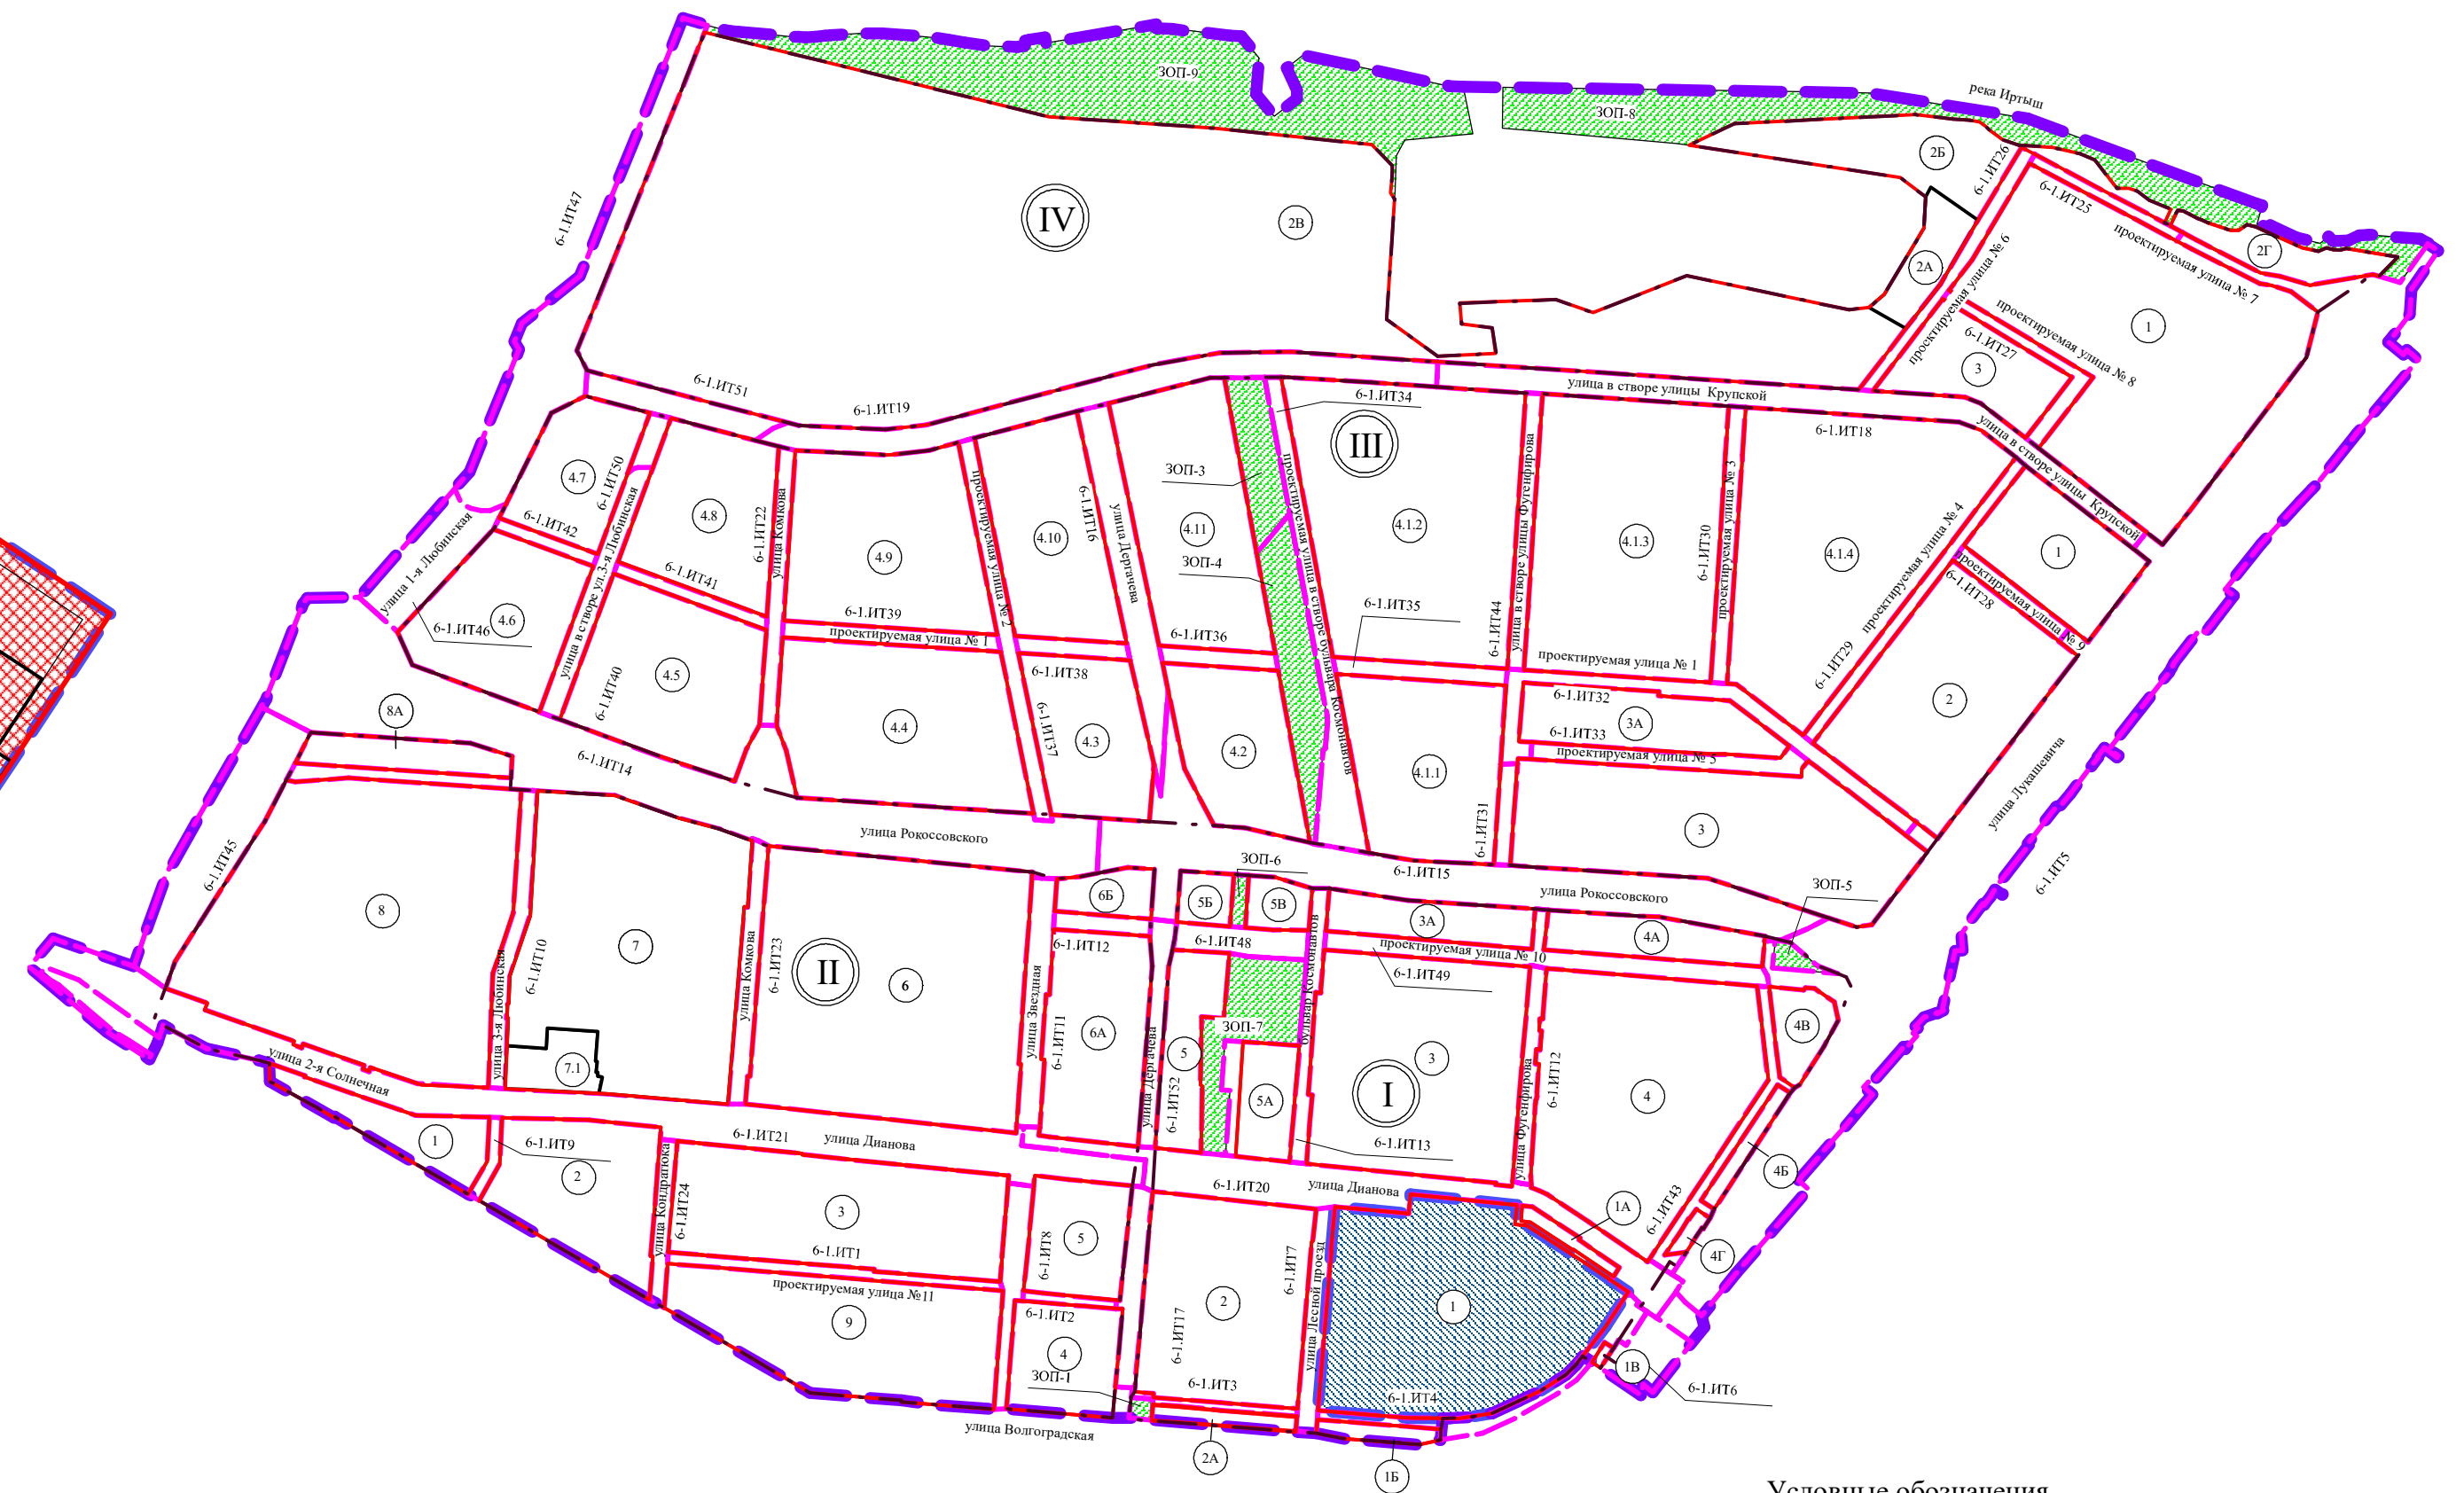 река Иртыш
ЗОП-9
ЗОП-8
2Б
6-1.ИТ26
6-1.ИТ25
проектируемая улица № 7
2Г
IV
2В
6-1.ИТ47
2А
проектируемая улица № 6
проектируемая улица № 8
6-1.ИТ27
1
3
6-1.ИТ51
6-1.ИТ19
улица в створе улицы Крупской
6-1.ИТ34
III
6-1.ИТ18
улица в створе улицы Крупской
4.7
6-1.ИТ50
6-1.ИТ42
4.8
6-1.ИТ22
улица Комкова
4.9
проектируемая улица № 2
4.10
6-1.ИТ16
улица Дергачева
ЗОП-3
4.11
ЗОП-4
проектируемая улица в створе бульвара Космонавтов
4.1.2
улица в створе улицы Фугенфирова
4.1.3
6-1.ИТ30
проектируемая улица № 3
4.1.4
проектируемая улица № 4
1
проектируемая улица № 9
6-1.ИТ28
улица 1-я Любинская
4.6
6-1.ИТ46
улица в створе ул.3-я Любинская
6-1.ИТ41
6-1.ИТ39
проектируемая улица № 1
6-1.ИТ36
6-1.ИТ35
6-1.ИТ44
проектируемая улица № 1
6-1.ИТ29
6-1.ИТ40
4.5
4.4
6-1.ИТ38
6-1.ИТ37
4.3
4.2
4.1.1
6-1.ИТ32
3А
6-1.ИТ33
проектируемая улица № 5
2
8А
6-1.ИТ14
6-1.ИТ31
3
улица Лукашевича
6-1.ИТ5
улица Рокоссовского
6-1.ИТ45
ЗОП-6
6-1.ИТ15
улица Рокоссовского
ЗОП-5
8
6-1.ИТ10
7
улица Комкова
6-1.ИТ23
II
6
6Б
6-1.ИТ12
5Б
5В
6-1.ИТ48
бульвар Космонавтов
3А
проектируемая улица № 10
6-1.ИТ49
4А
улица 3-я Любинская
7.1
улица Звездная
6-1.ИТ11
6А
улица Дергачева
5
6-1.ИТ52
ЗОП-7
5А
3
I
улица Фугенфирова
6-1.ИТ12
4
4В
улица 2-я Солнечная
1
6-1.ИТ9
2
6-1.ИТ21
улица Дианова
6-1.ИТ13
4Б
улица Кондратюка
6-1.ИТ24
3
6-1.ИТ1
6-1.ИТ8
5
6-1.ИТ20
улица Дианова
1А
6-1.ИТ43
4Г
проектируемая улица №11
9
6-1.ИТ2
4
6-1.ИТ17
2
6-1.ИТ7
улица Лесной проезд
1
ЗОП-1
6-1.ИТ3
6-1.ИТ4
1В
6-1.ИТ6
улица Волгоградская
2А
1Б
Условные обозначения